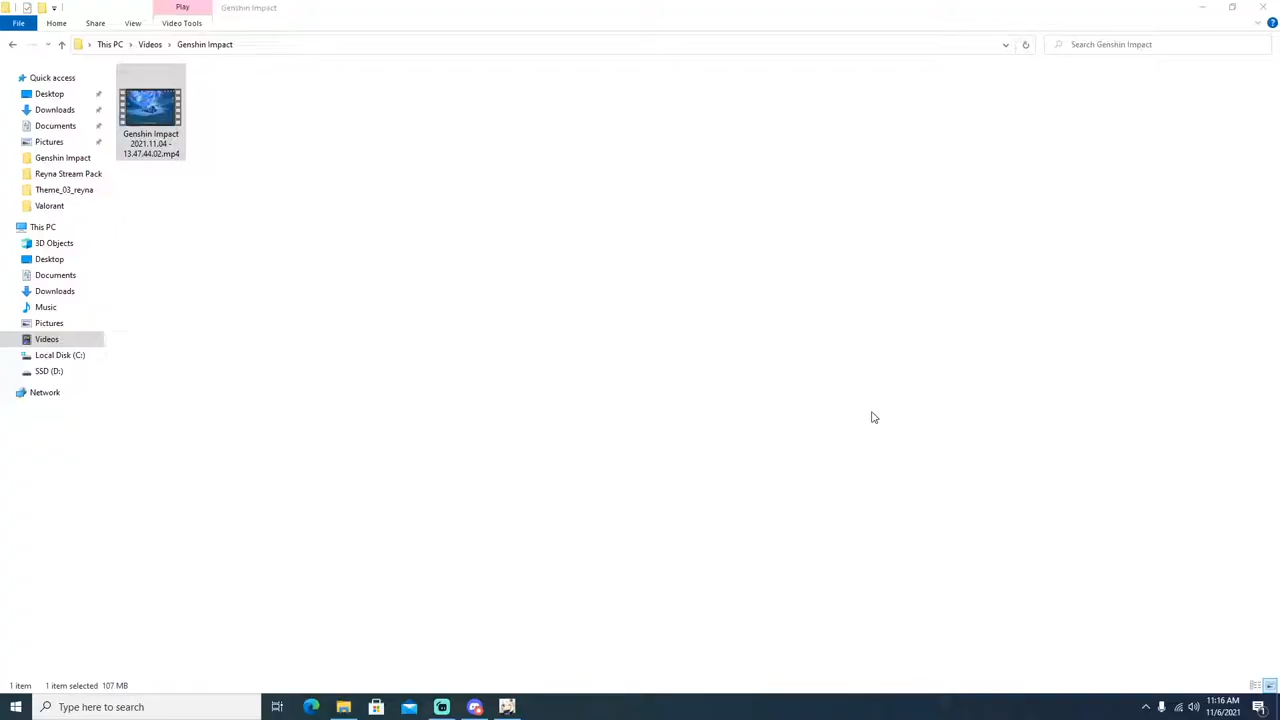 Play
Genshin Impact
File
Home
Share
View
Video Tools
This PC
Videos
Genshin Impact
Search Genshin Impact
Quick access
Desktop
Downloads
Documents
Pictures
Genshin Impact
Reyna Stream Pack
Theme_03_reyna
Valorant
This PC
3D Objects
Desktop
Documents
Downloads
Music
Pictures
Videos
Local Disk (C:)
SSD (D:)
Network
Genshin Impact
2021.11.04 -
13.47.44.02.mp4
1 item
1 item selected 107 MB
Type here to search
11:16 AM
11/6/2021